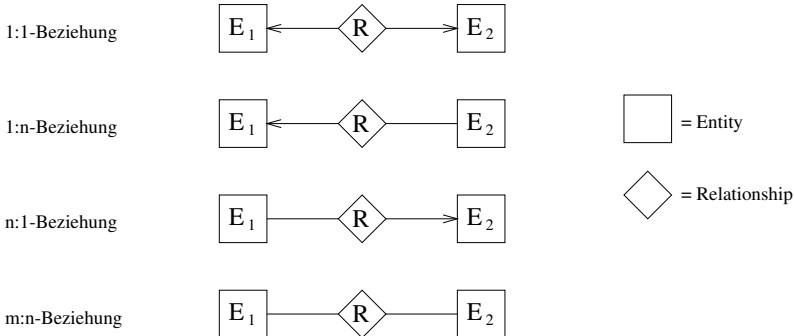 1:1-Beziehung E1 R E2
1:n-Beziehung E1 R E2
= Entity
n:1-Beziehung E1 R E2
= Relationship
m:n-Beziehung E1 R E2